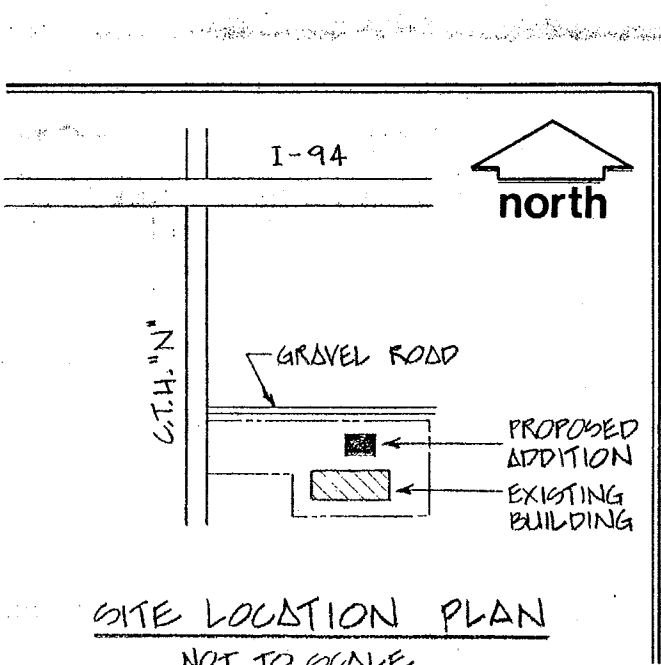 I-94
north
C.T.H. "N"
GRAVEL ROAD
PROPOSED
ADDITION
EXISTING
BUILDING
SITE LOCATION PLAN
NOT TO SCALE